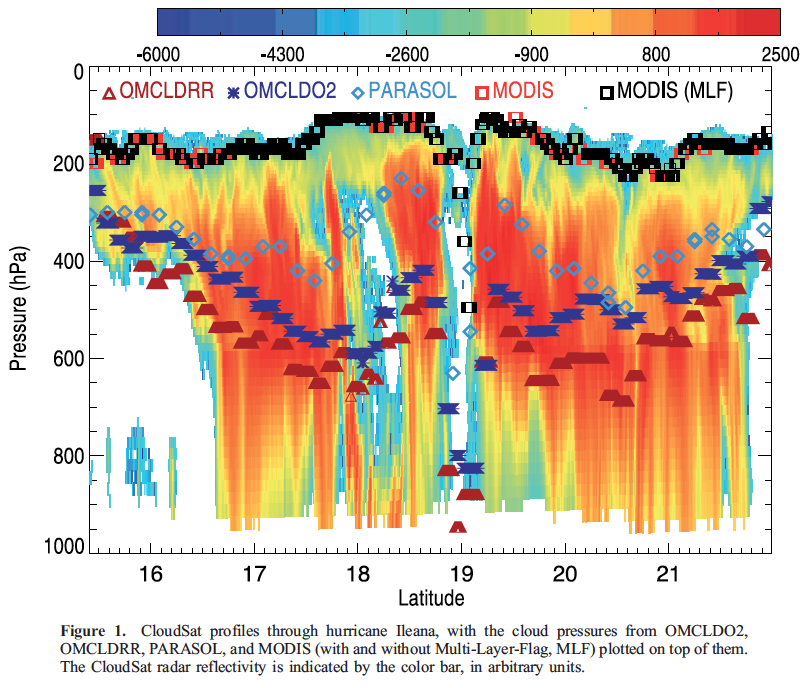 -6000 -4300 -2600 -900 800 2500
0
OMCLDRR OMCLDO2 PARASOL MODIS MODIS (MLF)
200
400
600
800
1000
Pressure (hPa)
16 17 18 19 20 21
Latitude
Figure 1. CloudSat profiles through hurricane Ileana, with the cloud pressures from OMCLDO2,
OMCLDRR, PARASOL, and MODIS (with and without Multi-Layer-Flag, MLF) plotted on top of them.
The CloudSat radar reflectivity is indicated by the color bar, in arbitrary units.